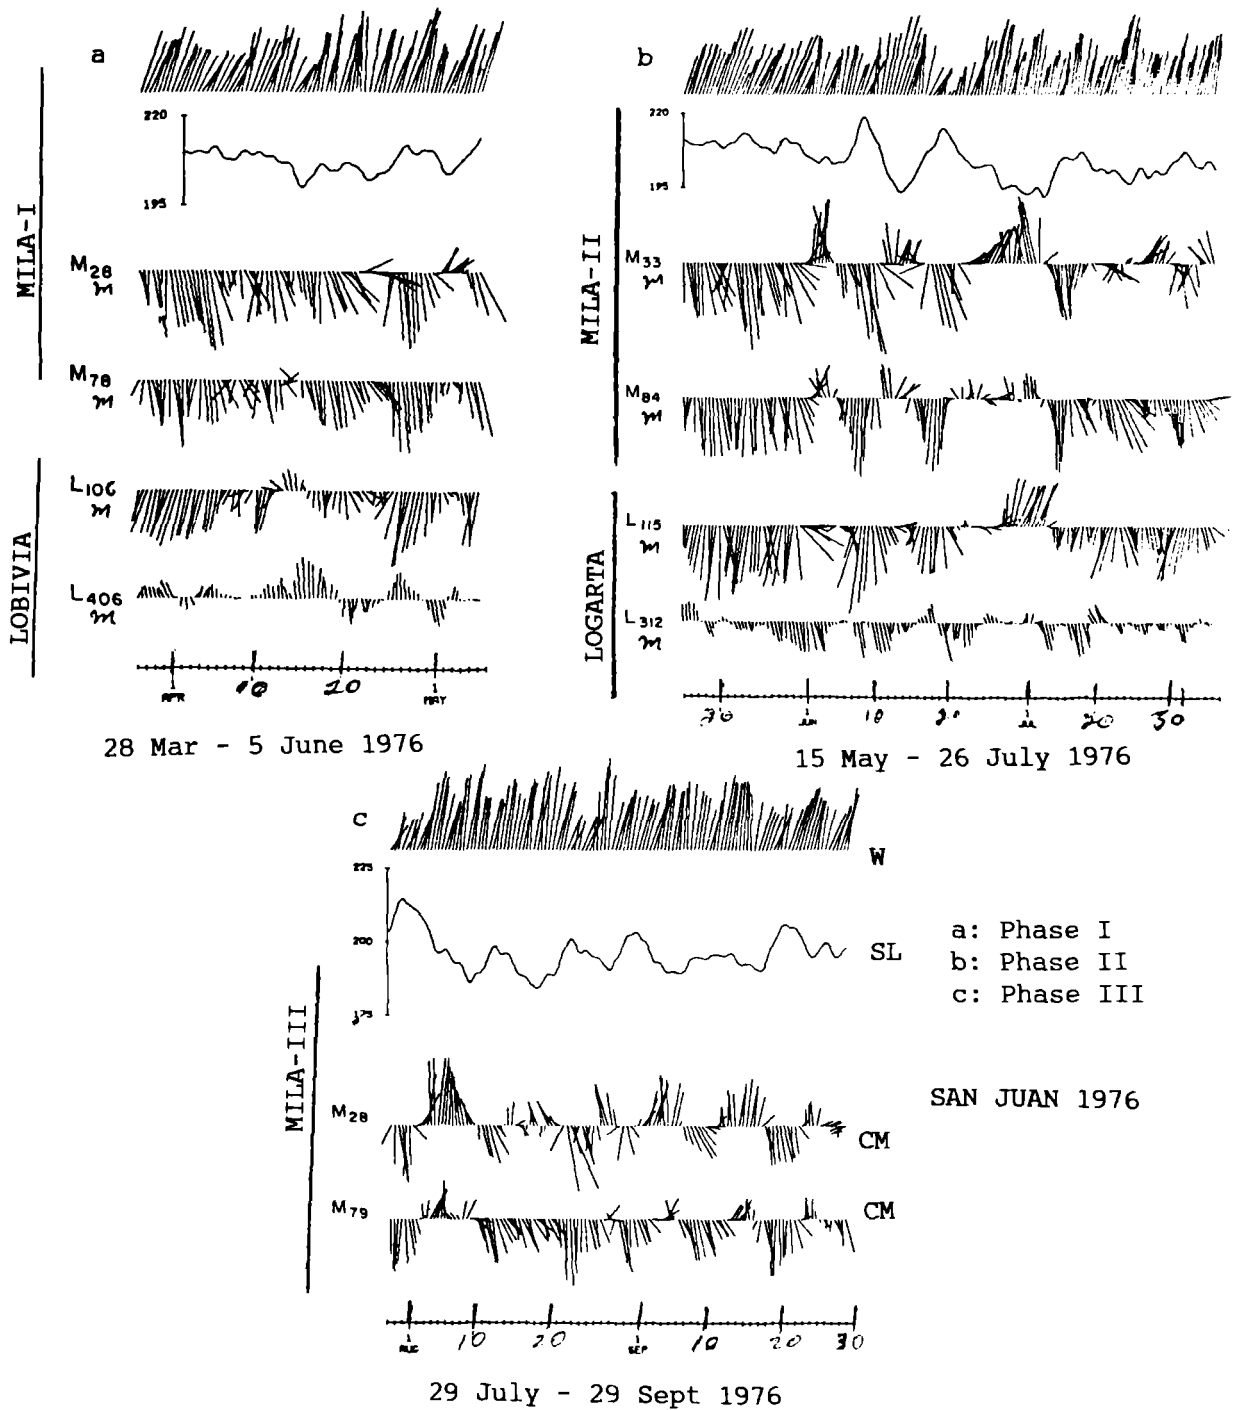 a
MILA-I
220
195
M28 m
M78 m
LOBIVIA
L106 m
L406 m
APR 10 20 MAY
28 Mar - 5 June 1976
b
MILA-II
220
195
M33 m
M84 m
LOGARTA
L115 m
L312 m
20 10 20 20 30
15 May - 26 July 1976
c
W
MILA-III
225
200
175
SL
a: Phase I
b: Phase II
c: Phase III
SAN JUAN 1976
M28
CM
M79
CM
AUG 10 20 SEP 10 20 30
29 July - 29 Sept 1976